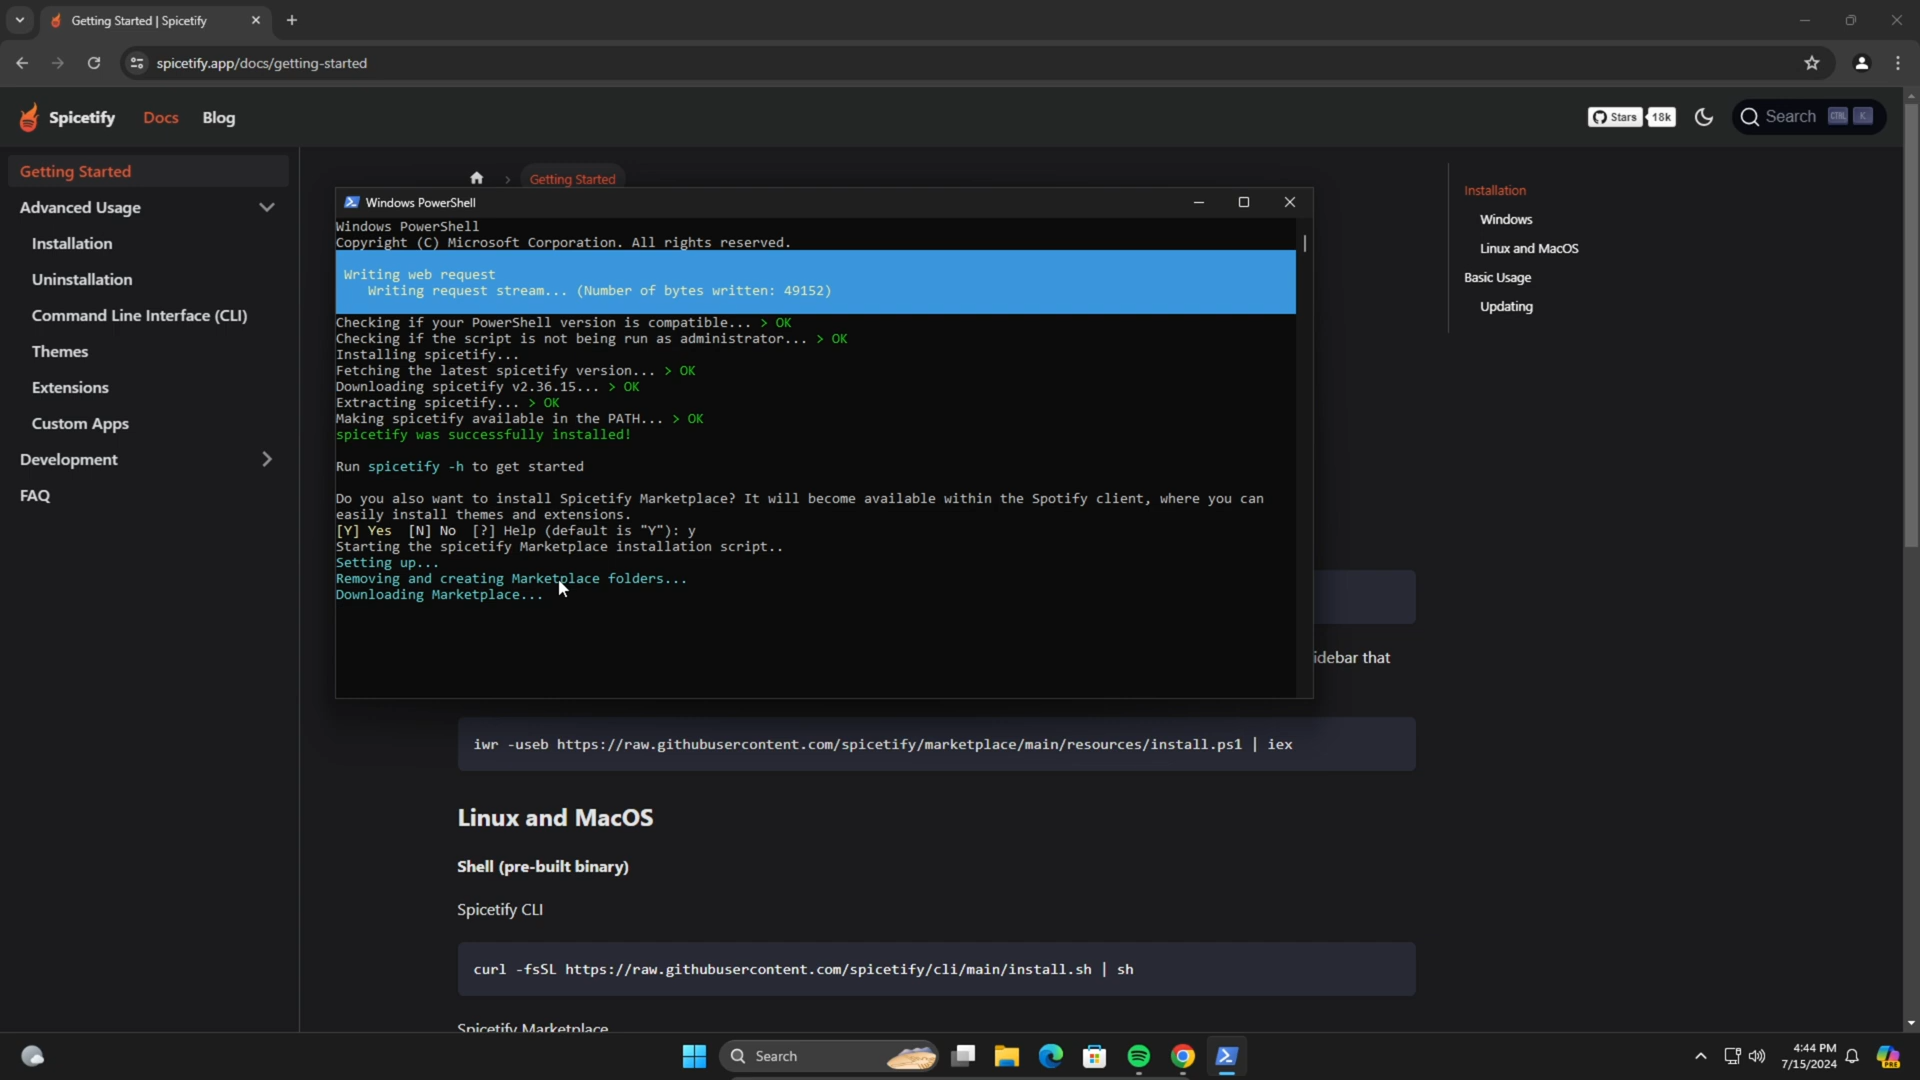 Getting Started | Spicetify
spicetify.app/docs/getting-started
Spicetify
Docs
Blog
Stars
18k
Search
CTRL
K
Getting Started
Advanced Usage
Installation
Uninstallation
Command Line Interface (CLI)
Themes
Extensions
Custom Apps
Development
FAQ
Getting Started
Windows PowerShell
Windows PowerShell
Copyright (C) Microsoft Corporation. All rights reserved.
Writing web request
Writing request stream... (Number of bytes written: 49152)
Checking if your PowerShell version is compatible... > OK
Checking if the script is not being run as administrator... > OK
Installing spicetify...
Fetching the latest spicetify version... > OK
Downloading spicetify v2.36.15... > OK
Extracting spicetify... > OK
Making spicetify available in the PATH... > OK
spicetify was successfully installed!
Run spicetify -h to get started
Do you also want to install Spicetify Marketplace? It will become available within the Spotify client, where you can
easily install themes and extensions.
[Y] Yes [N] No [?] Help (default is "Y"): y
Starting the spicetify Marketplace installation script..
Setting up...
Removing and creating Marketplace folders...
Downloading Marketplace...
idebar that
iwr -useb https://raw.githubusercontent.com/spicetify/marketplace/main/resources/install.ps1 | iex
Linux and MacOS
Shell (pre-built binary)
Spicetify CLI
curl -fsSL https://raw.githubusercontent.com/spicetify/cli/main/install.sh | sh
Spicetify Marketplace
Installation
Windows
Linux and MacOS
Basic Usage
Updating
Search
4:44 PM
7/15/2024
PRE